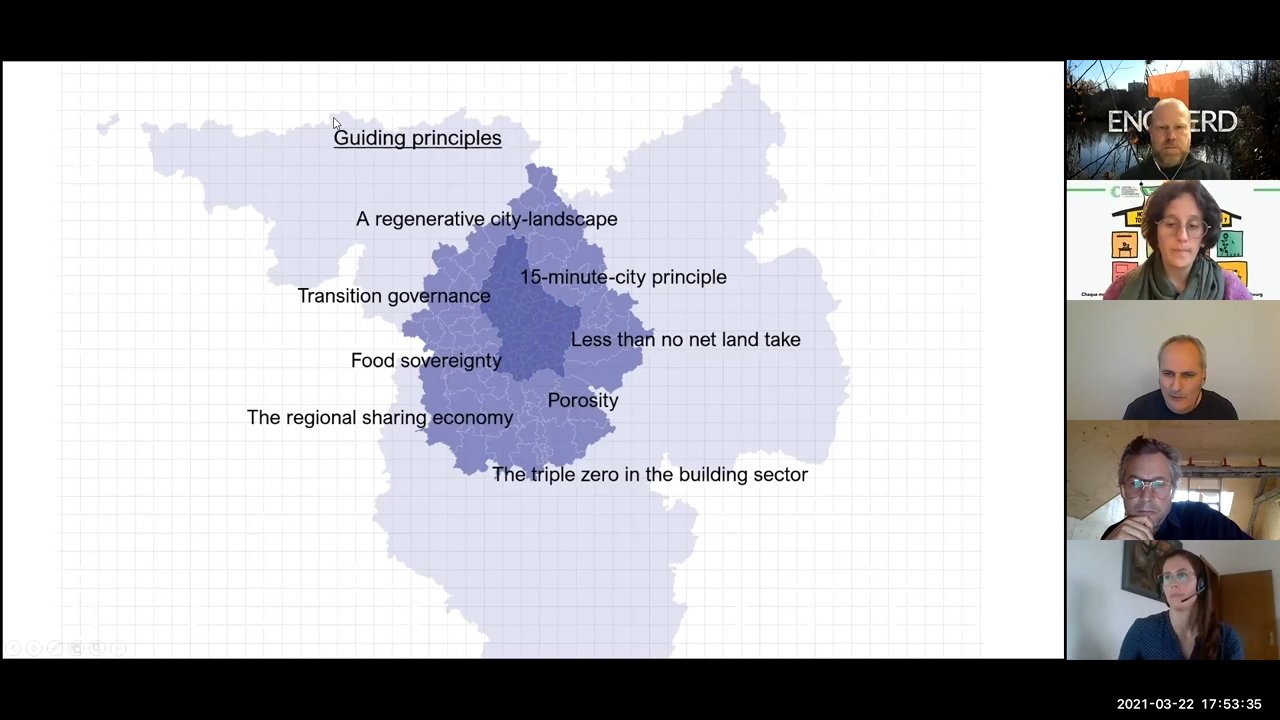 Guiding principles
A regenerative city-landscape
15-minute-city principle
Transition governance
Less than no net land take
Food sovereignty
Porosity
The regional sharing economy
The triple zero in the building sector
2021-03-22 17:53:35